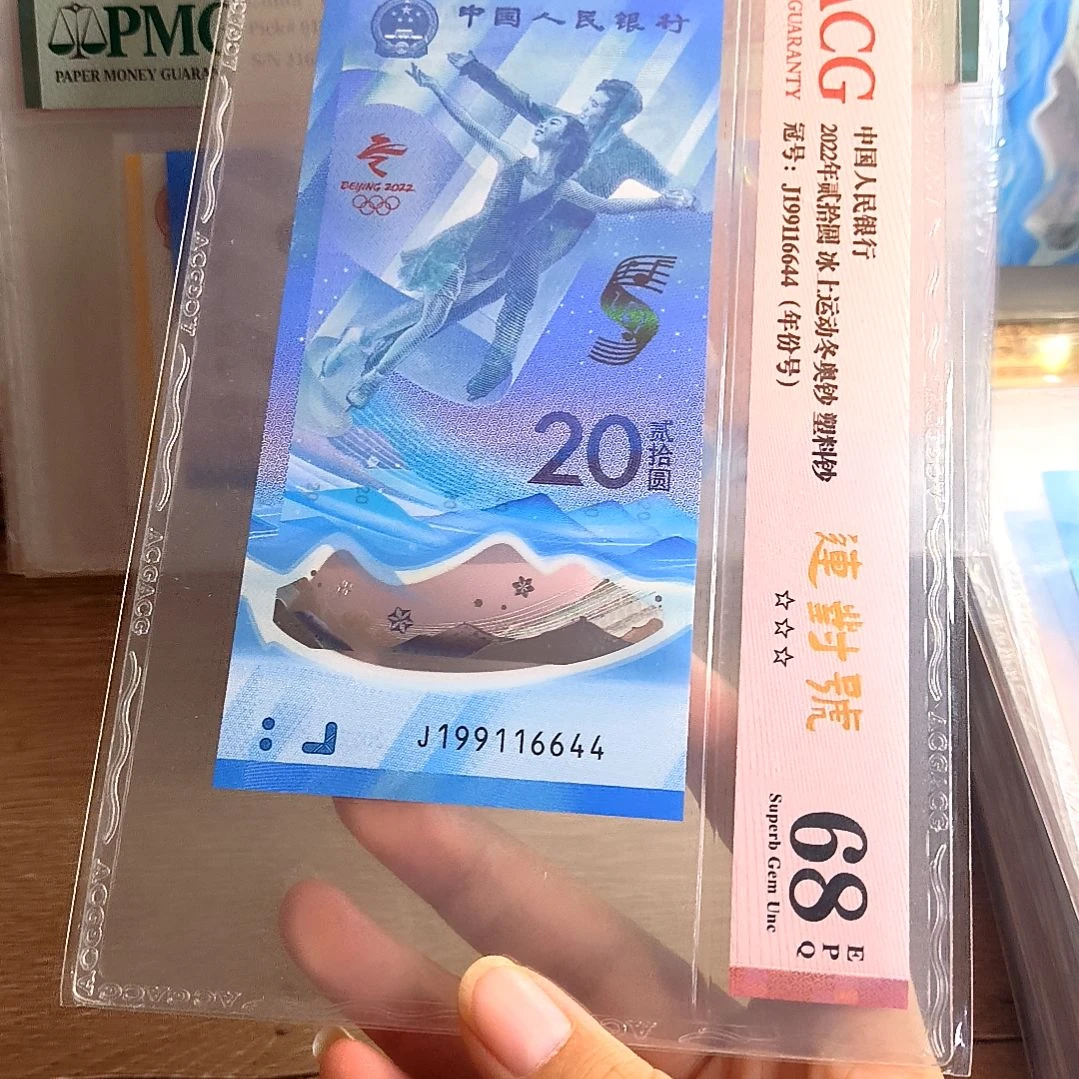 PMG
PAPER MONEY GUARAN
中国人民银行
BEIJING 2022
20
贰拾圆
J199116644
ACG
GUARANTY
中国人民银行
2022年贰拾圆 冰上运动冬奥钞 塑料钞
冠号：J199116644（年份号）
連對號
☆☆☆
68
EPQ
Superb Gem Unc